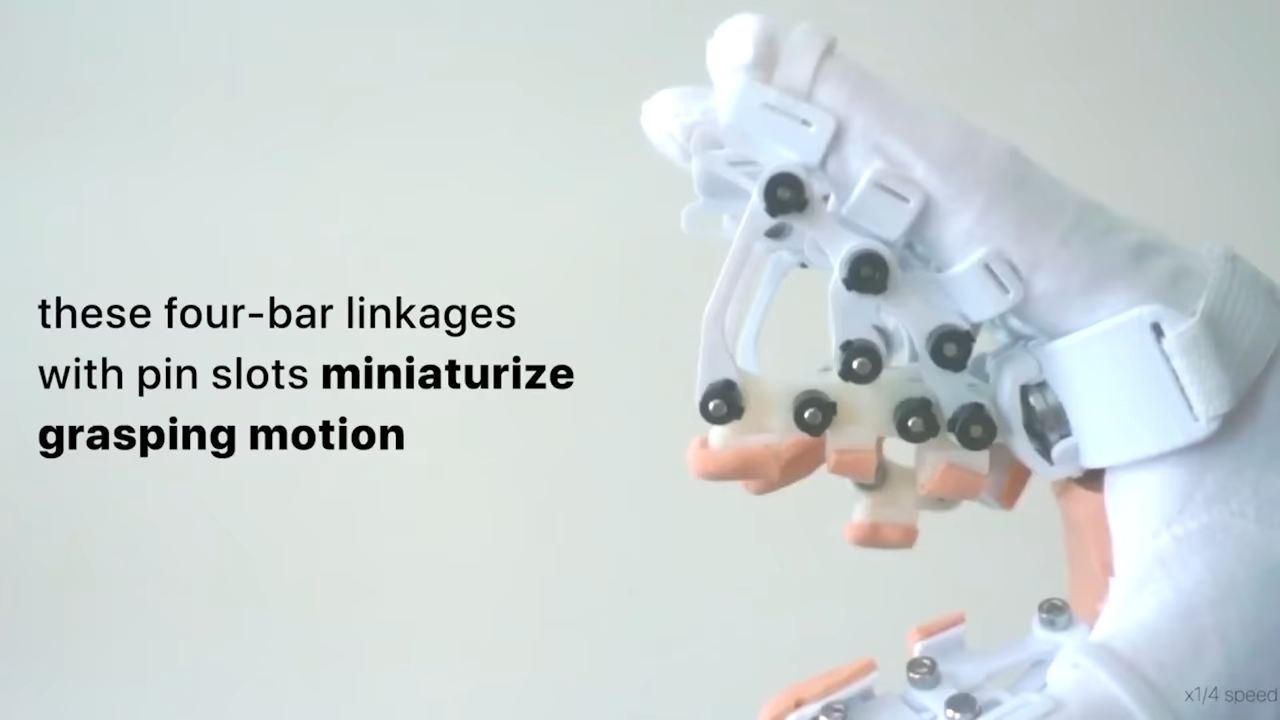 these four-bar linkages
with pin slots miniaturize
grasping motion
x1/4 speed